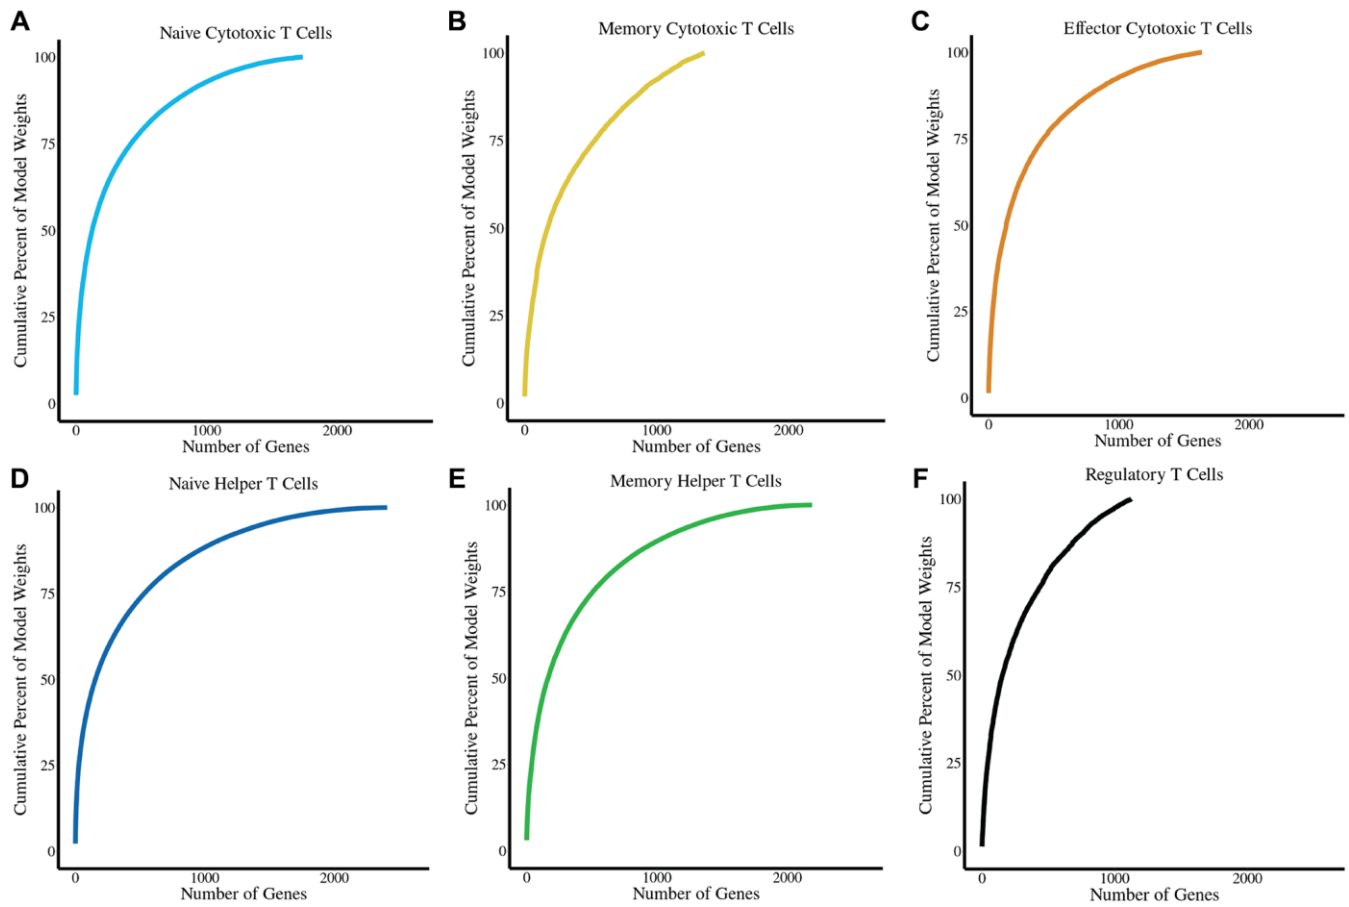 A
Naive Cytotoxic T Cells
Cumulative Percent of Model Weights
100
75
50
25
0
0 1000 2000
Number of Genes
B
Memory Cytotoxic T Cells
Cumulative Percent of Model Weights
100
75
50
25
0
0 1000 2000
Number of Genes
C
Effector Cytotoxic T Cells
Cumulative Percent of Model Weights
100
75
50
25
0
0 1000 2000
Number of Genes
D
Naive Helper T Cells
Cumulative Percent of Model Weights
100
75
50
25
0
0 1000 2000
Number of Genes
E
Memory Helper T Cells
Cumulative Percent of Model Weights
100
75
50
25
0
0 1000 2000
Number of Genes
F
Regulatory T Cells
Cumulative Percent of Model Weights
100
75
50
25
0
0 1000 2000
Number of Genes